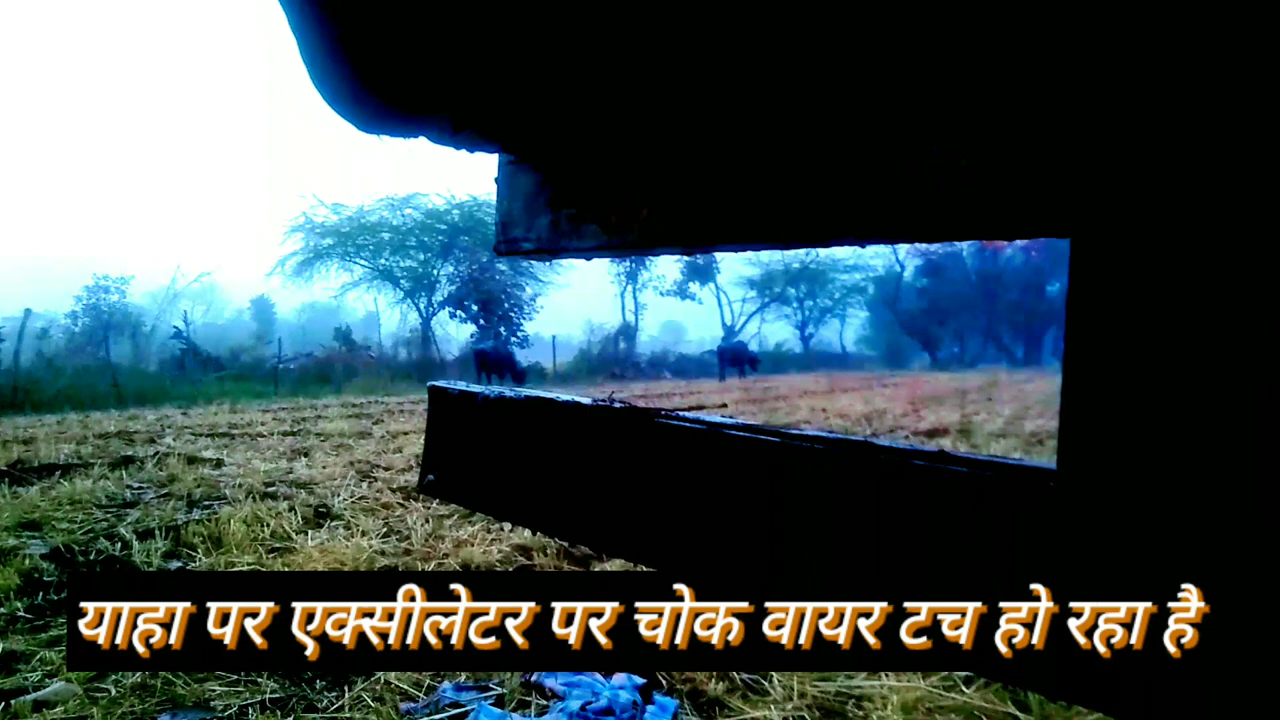 याहा पर एक्सीलेटर पर चोक वायर टच हो रहा है